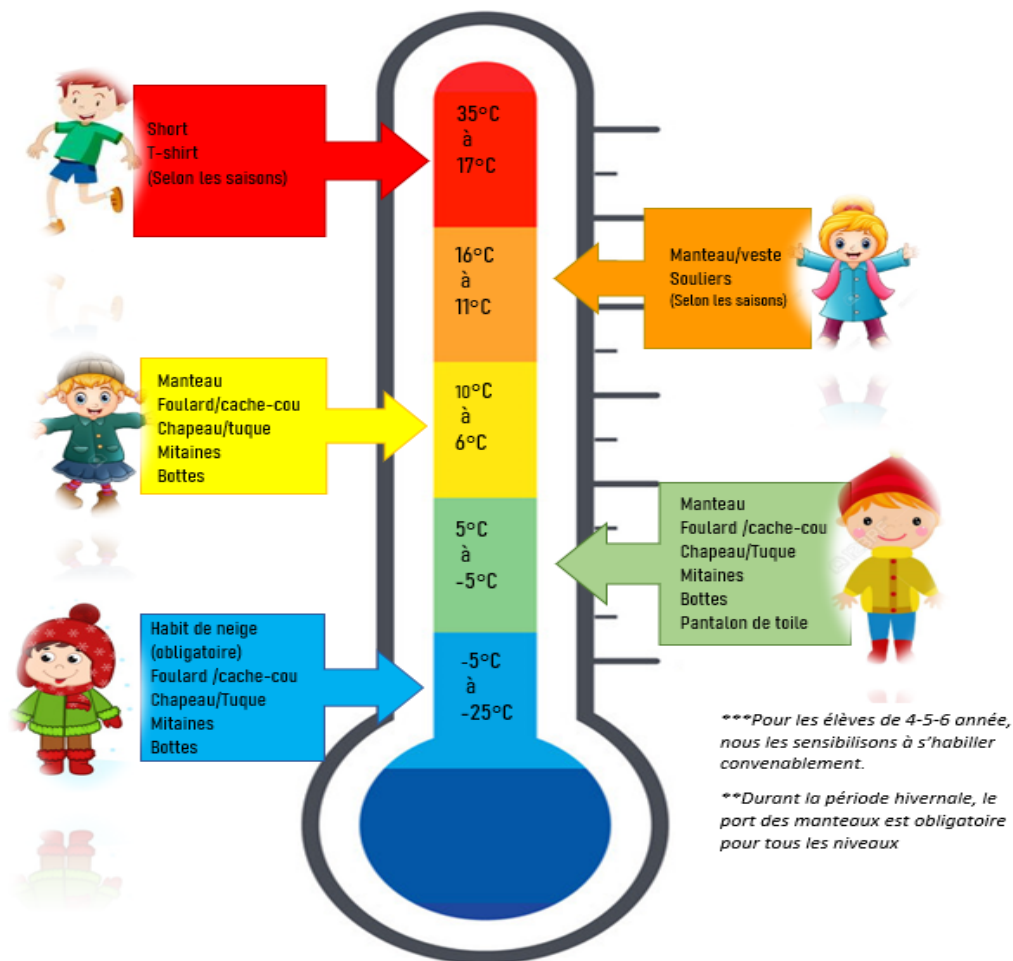 35°C
à
17°C
Short
T-shirt
(Selon les saisons)
16°C
à
11°C
Manteau/veste
Souliers
(Selon les saisons)
10°C
à
6°C
Manteau
Foulard/cache-cou
Chapeau/tuque
Mitaines
Bottes
5°C
à
-5°C
Manteau
Foulard /cache-cou
Chapeau/Tuque
Mitaines
Bottes
Pantalon de toile
-5°C
à
-25°C
Habit de neige
(obligatoire)
Foulard /cache-cou
Chapeau/Tuque
Mitaines
Bottes
***Pour les élèves de 4-5-6 année,
nous les sensibilisons à s'habiller
convenablement.
**Durant la période hivernale, le
port des manteaux est obligatoire
pour tous les niveaux